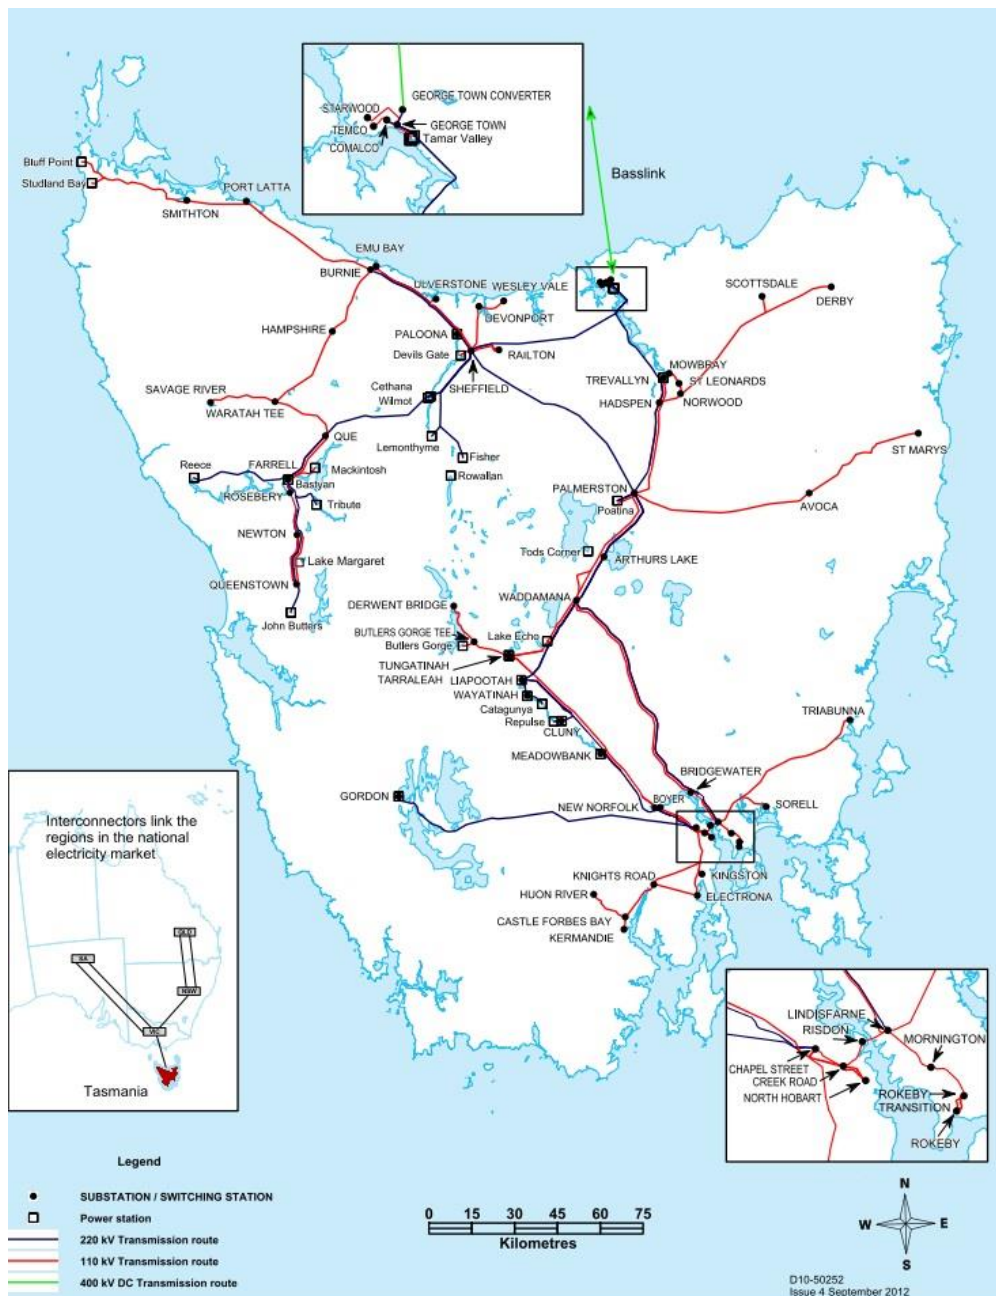 GEORGE TOWN CONVERTER
STARWOOD
GEORGE TOWN
TEMCO
Tamar Valley
COMALCO
Basslink
Bluff Point
Studland Bay
PORT LATTA
SMITHTON
EMU BAY
BURNIE
ULVERSTONE
WESLEY VALE
SCOTTSDALE
DERBY
DEVONPORT
HAMPSHIRE
PALOONA
Devils Gate
RAILTON
MOWBRAY
SHEFFIELD
TREVALLYN
ST LEONARDS
Cethana
Wilmot
HADSPEN
NORWOOD
SAVAGE RIVER
WARATAH TEE
QUE
Lemonthyme
ST MARYS
Fisher
Reece
FARRELL
Mackintosh
Rowallan
Bastyan
ROSEBERY
Tribute
PALMERSTON
Poatina
AVOCA
NEWTON
Tods Corner
ARTHURS LAKE
Lake Margaret
QUEENSTOWN
WADDAMANA
DERWENT BRIDGE
John Butlers
BUTLERS GORGE TEE
Lake Echo
Butlers Gorge
TUNGATINAH
TARRALEAH
LIAPOOTAH
WAYATINAH
Catagunya
Repulse
TRIABUNNA
CLUNY
MEADOWBANK
BRIDGEWATER
GORDON
NEW NORFOLK
BOYER
SORELL
Interconnectors link the
regions in the national
electricity market
KNIGHTS ROAD
KINGSTON
HUON RIVER
ELECTRONA
CASTLE FORBES BAY
KERMANDIE
QLD
SA
NSW
VIC
Tasmania
LINDISFARNE
RISDON
MORNINGTON
CHAPEL STREET
CREEK ROAD
NORTH HOBART
ROKEBY
TRANSITION
ROKEBY
Legend
SUBSTATION / SWITCHING STATION
Power station
220 kV Transmission route
110 kV Transmission route
400 kV DC Transmission route
0 15 30 45 60 75
Kilometres
N
W E
S
D10-50252
Issue 4 September 2012